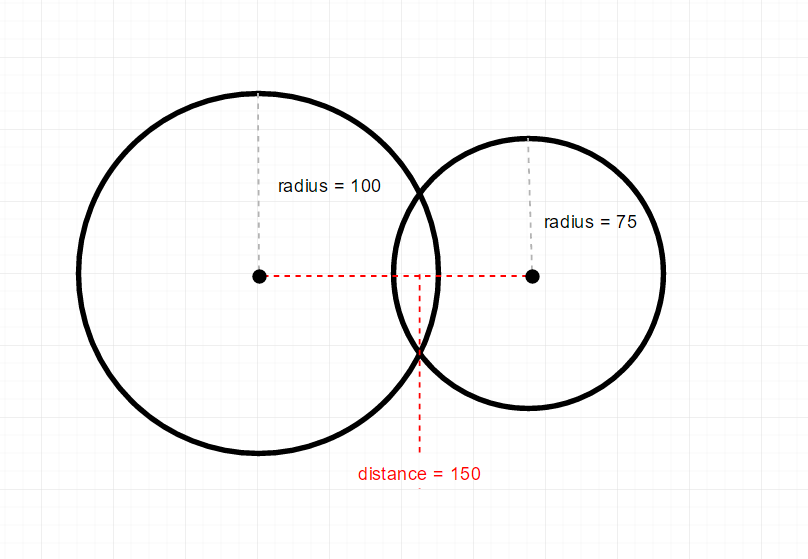 radius = 100
radius = 75
distance = 150